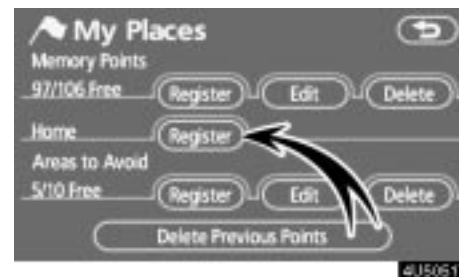 My Places
Memory Points
97/106 Free Register Edit Delete
Home Register
Areas to Avoid
5/10 Free Register Edit Delete
Delete Previous Points
4U5051